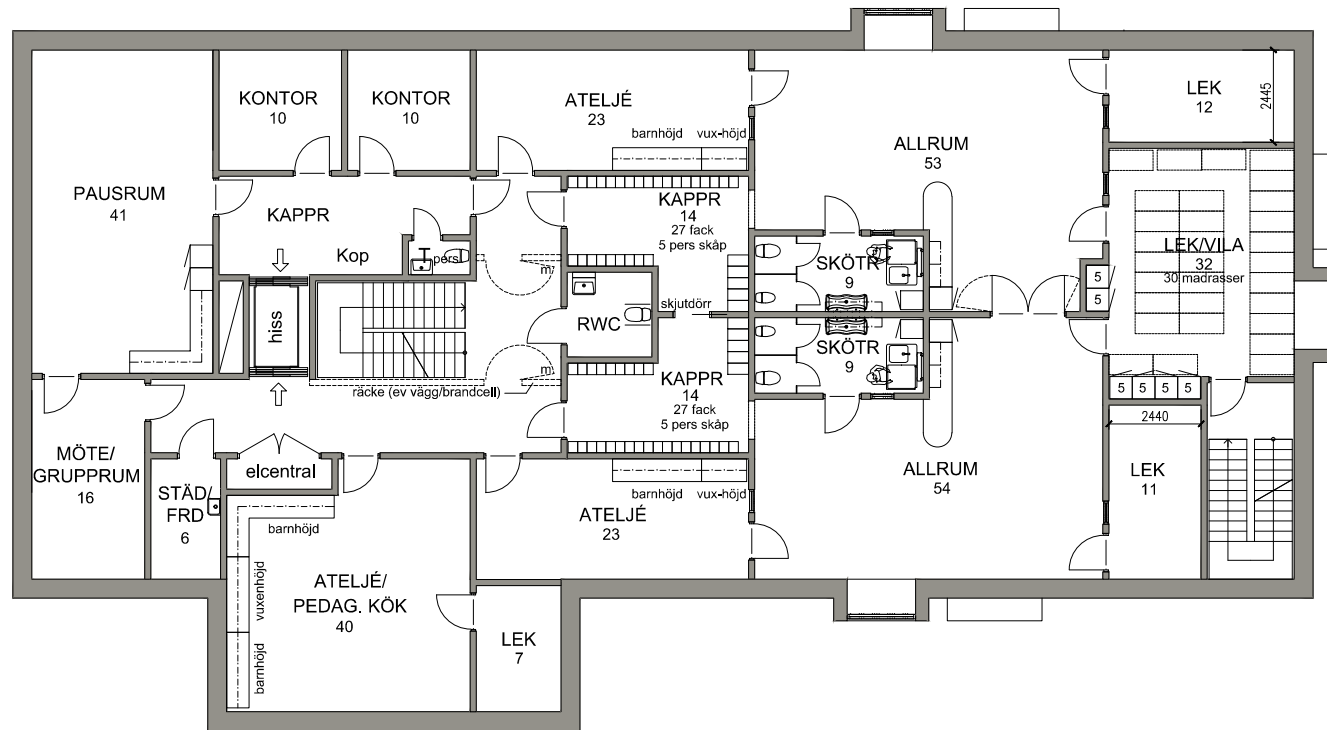 KONTOR
10
KONTOR
10
ATELJÉ
23
barnhöjd
vux-höjd
LEK
12
2445
ALLRUM
53
PAUSRUM
41
KAPPR
Kop
pers
KAPPR
14
27 fack
5 pers skåp
LEK/VILA
32
30 madrasser
5
5
SKÖTR
9
m
hiss
RWC
skjutdörr
SKÖTR
9
m
räcke (ev vägg/brandcell)
KAPPR
14
27 fack
5 pers skåp
5 5 5 5
2440
MÖTE/
GRUPPRUM
16
elcentral
STÄD/
FRD
6
barnhöjd
barnhöjd
vux-höjd
ATELJÉ
23
ALLRUM
54
LEK
11
vuxenhöjd
barnhöjd
ATELJÉ/
PEDAG. KÖK
40
LEK
7